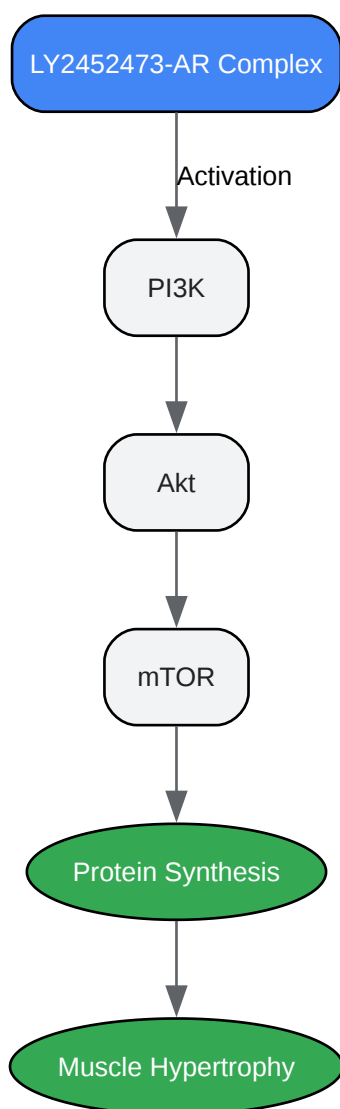 LY2452473-AR Complex
Activation
PI3K
Akt
mTOR
Protein Synthesis
Muscle Hypertrophy